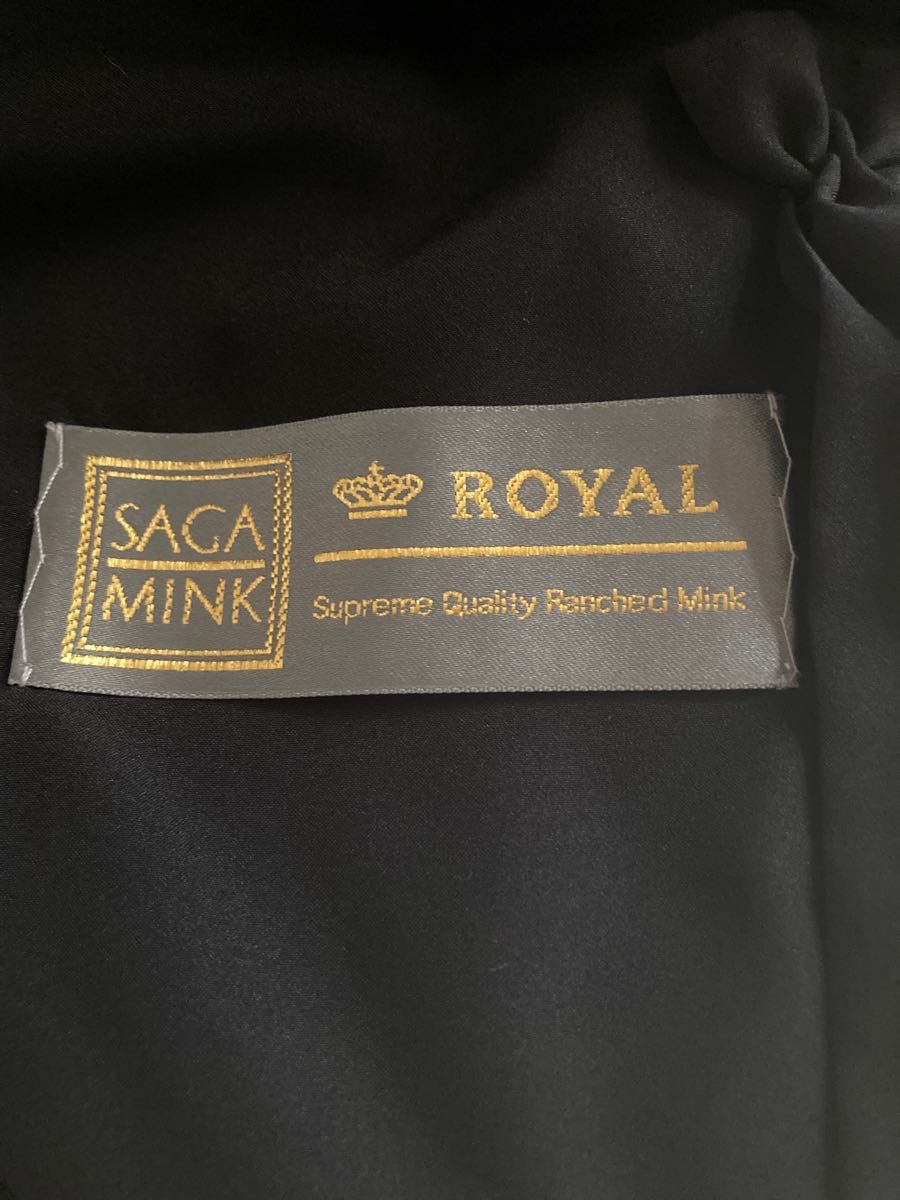 SAGA
MINK
ROYAL
Supreme Quality Ranched Mink